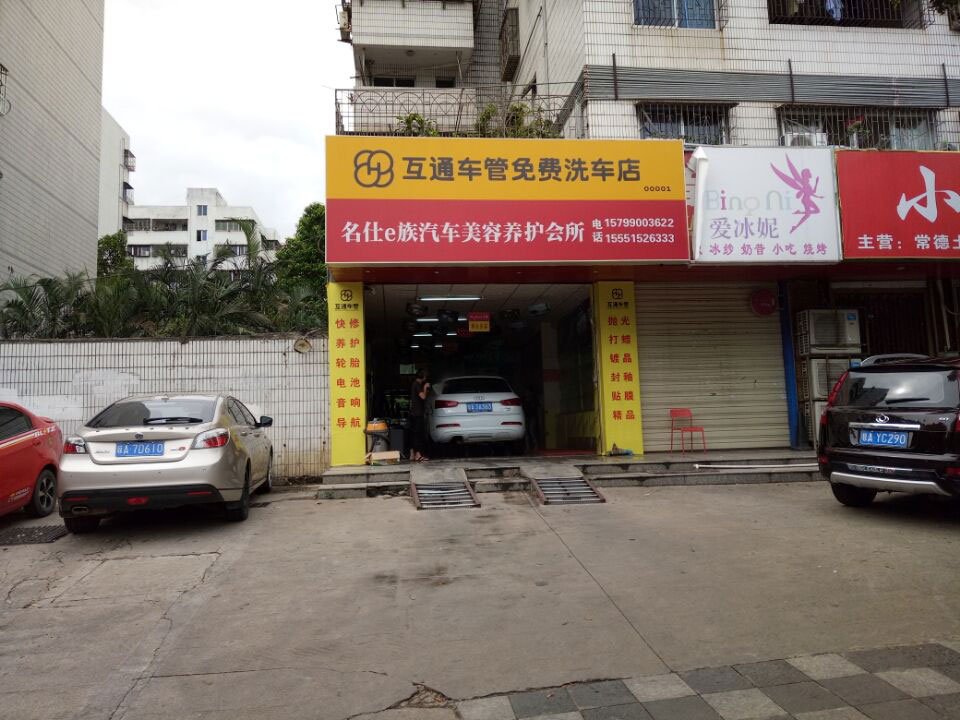 互通车管免费洗车店
00001
名仕e族汽车美容养护会所
电话 15799003622
15551526333
Bing Ni
爱冰妮
冰纱 奶昔 小吃 烧烤
小
主营：常德土
互通车管
快修
养护
轮胎
电池
音响
导航
互通车管
抛光
打蜡
镀晶
封釉
贴膜
精品
YC290